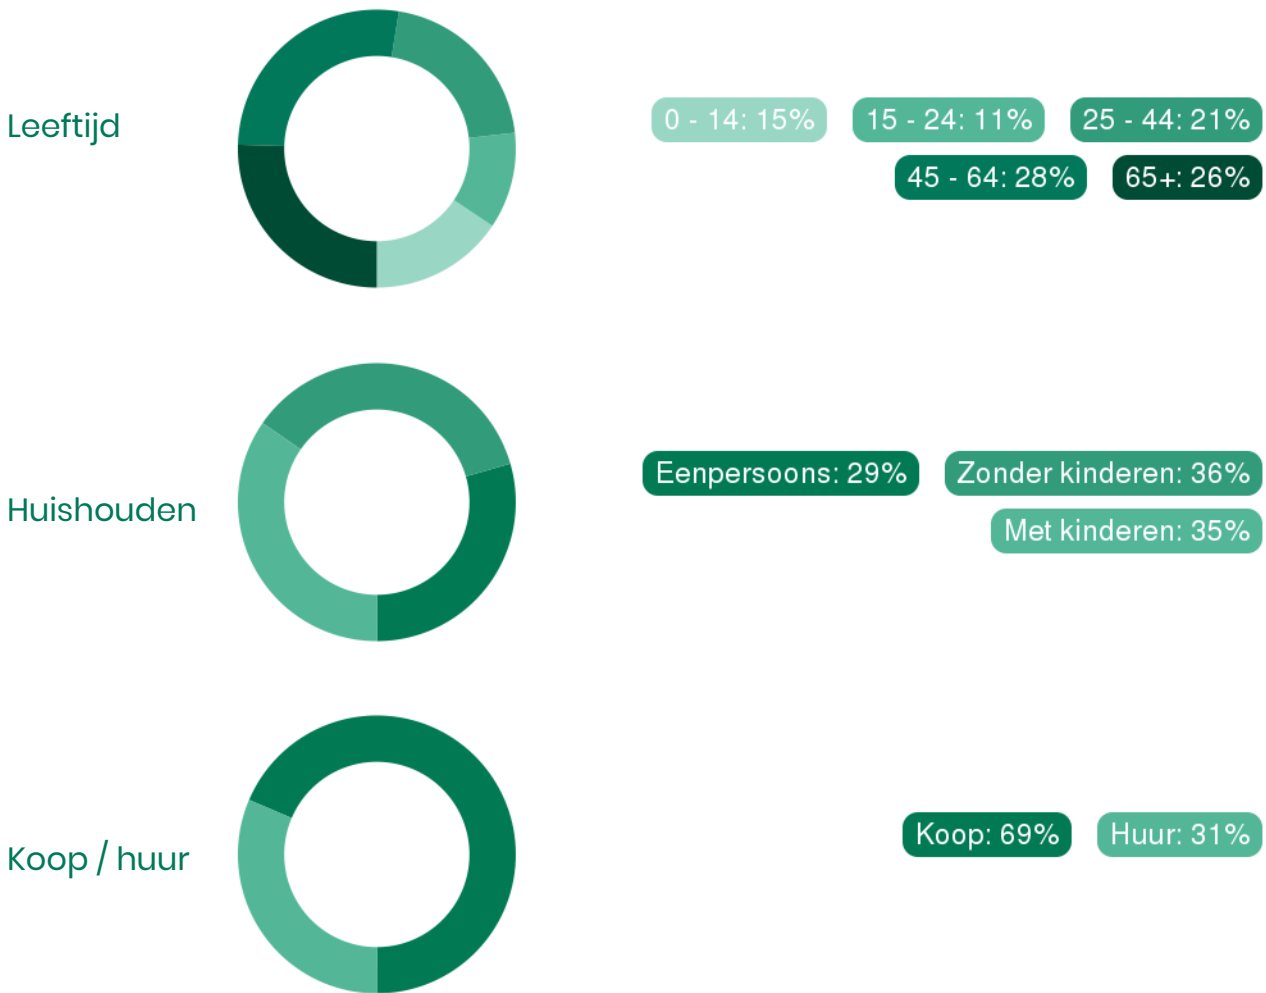 Leeftijd
0 - 14: 15% 15 - 24: 11% 25 - 44: 21%
45 - 64: 28% 65+: 26%
Huishouden
Eenpersoons: 29% Zonder kinderen: 36%
Met kinderen: 35%
Koop / huur
Koop: 69% Huur: 31%